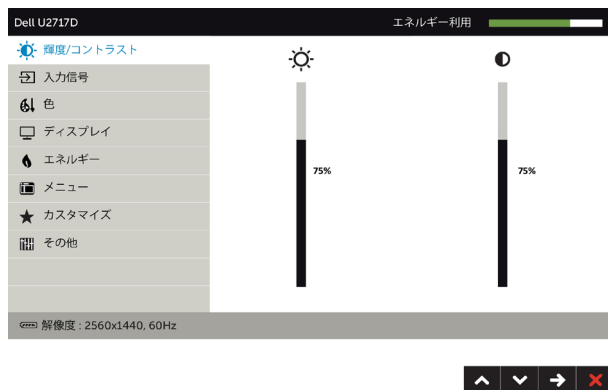 Dell U2717D
エネルギー利用
輝度/コントラスト
入力信号
色
ディスプレイ
エネルギー
メニュー
カスタマイズ
その他
75%
75%
解像度 : 2560x1440, 60Hz